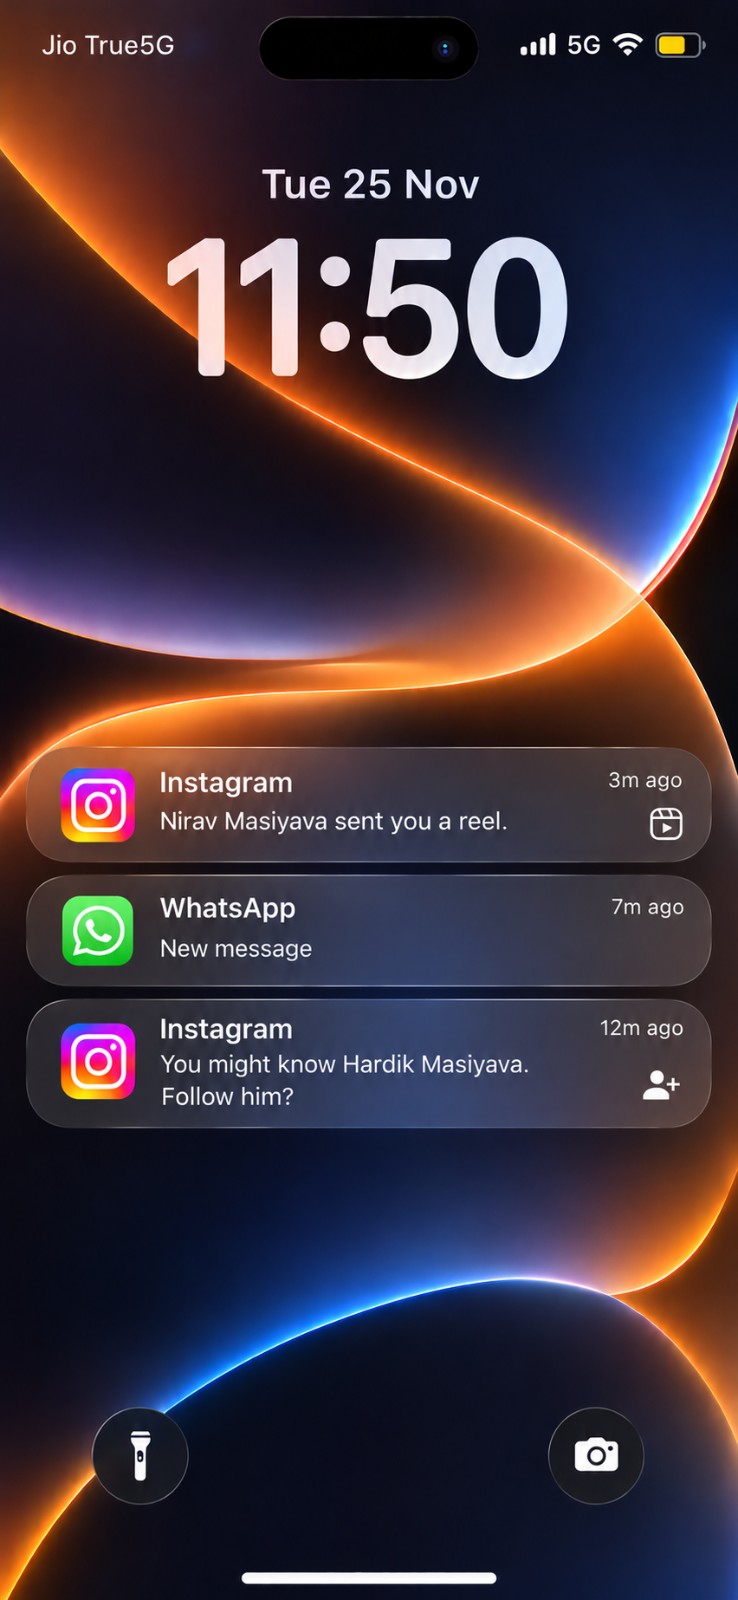 Jio True5G
5G
Tue 25 Nov
11:50
Instagram
3m ago
Nirav Masiyava sent you a reel.
WhatsApp
7m ago
New message
Instagram
12m ago
You might know Hardik Masiyava.
Follow him?